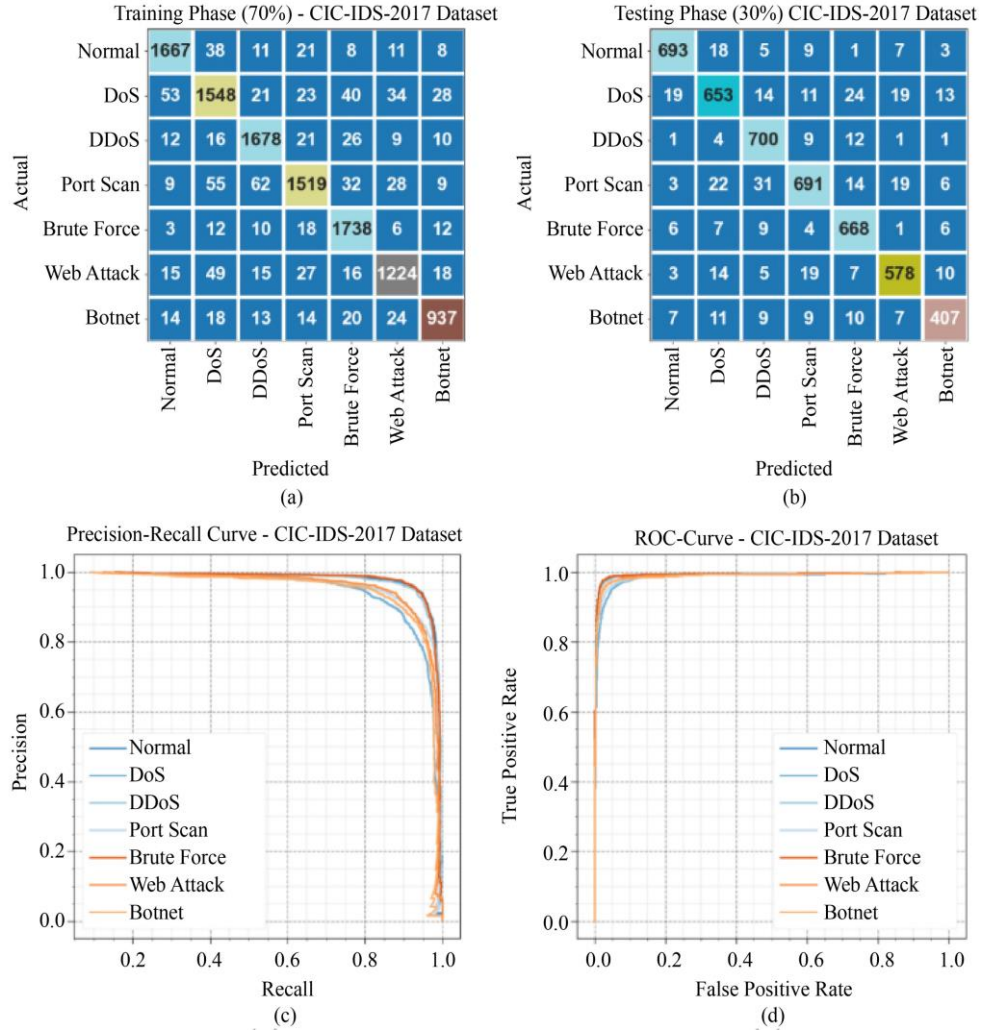 Training Phase (70%) - CIC-IDS-2017 Dataset
Actual
Normal 1667 38 11 21 8 11 8
DoS 53 1548 21 23 40 34 28
DDoS 12 16 1678 21 26 9 10
Port Scan 9 55 62 1519 32 28 9
Brute Force 3 12 10 18 1738 6 12
Web Attack 15 49 15 27 16 1224 18
Botnet 14 18 13 14 20 24 937
Normal DoS DDoS Port Scan Brute Force Web Attack Botnet
Predicted
(a)
Testing Phase (30%) CIC-IDS-2017 Dataset
Actual
Normal 693 18 5 9 1 7 3
DoS 19 653 14 11 24 19 13
DDoS 1 4 700 9 12 1 1
Port Scan 3 22 31 691 14 19 6
Brute Force 6 7 9 4 668 1 6
Web Attack 3 14 5 19 7 578 10
Botnet 7 11 9 9 10 7 407
Normal DoS DDoS Port Scan Brute Force Web Attack Botnet
Predicted
(b)
Precision-Recall Curve - CIC-IDS-2017 Dataset
Precision
1.0
0.8
0.6
0.4
0.2
0.0
Normal
DoS
DDoS
Port Scan
Brute Force
Web Attack
Botnet
0.2 0.4 0.6 0.8 1.0
Recall
(c)
ROC-Curve - CIC-IDS-2017 Dataset
True Positive Rate
1.0
0.8
0.6
0.4
0.2
0.0
Normal
DoS
DDoS
Port Scan
Brute Force
Web Attack
Botnet
0.0 0.2 0.4 0.6 0.8 1.0
False Positive Rate
(d)